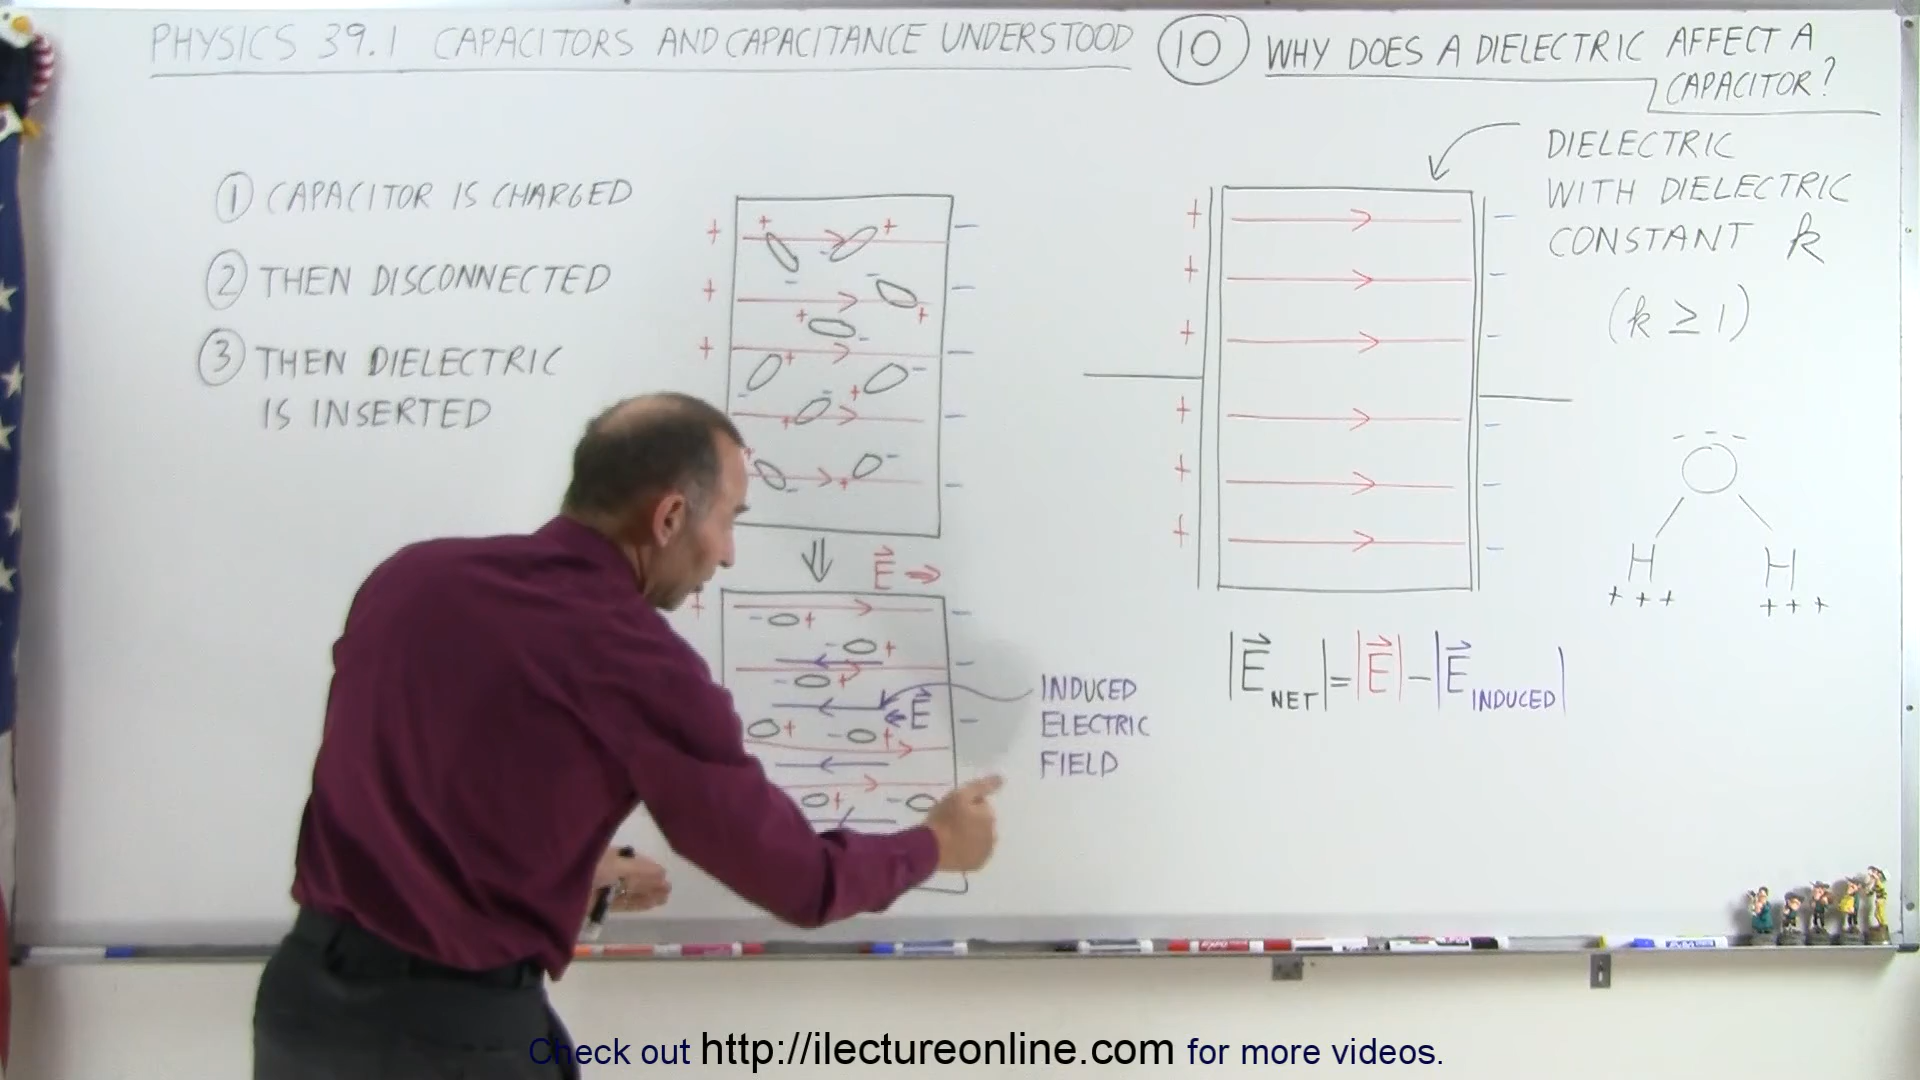 PHYSICS 39.1 CAPACITORS AND CAPACITANCE UNDERSTOOD
10 WHY DOES A DIELECTRIC AFFECT A
CAPACITOR?
1 CAPACITOR IS CHARGED
2 THEN DISCONNECTED
3 THEN DIELECTRIC
IS INSERTED
DIELECTRIC
WITH DIELECTRIC
CONSTANT k
(k ≥ 1)
E →
← E
INDUCED
ELECTRIC
FIELD
O
H H
+++ +++
|E NET| = |E| - |E INDUCED|
Check out http://ilectureonline.com for more videos.